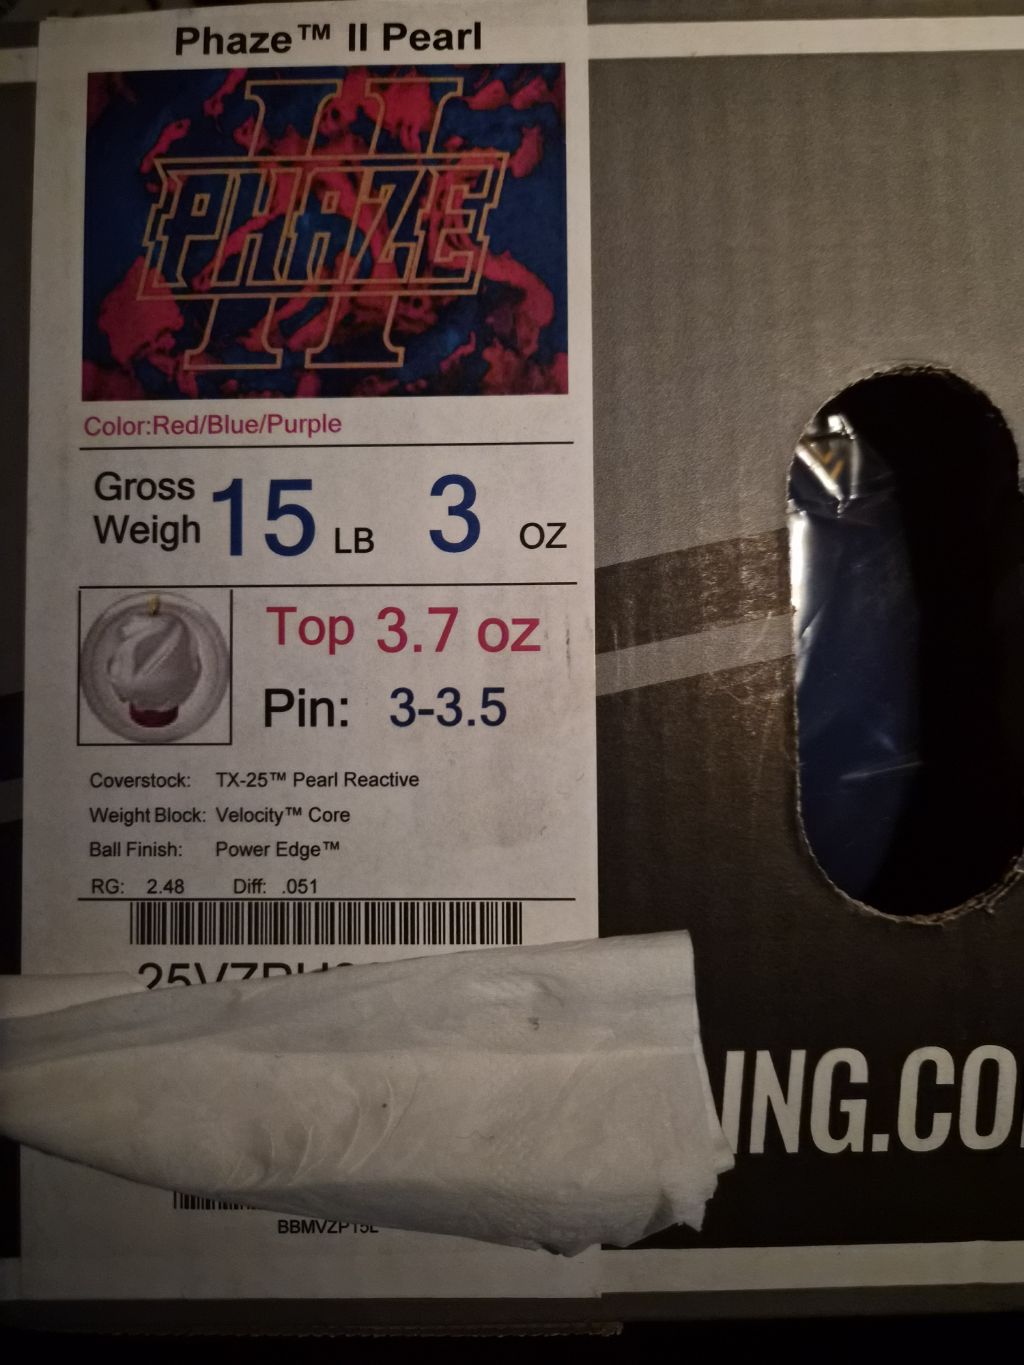 Phaze™ II Pearl
II
PHAZE
Color:Red/Blue/Purple
Gross
Weigh 15 LB 3 OZ
Top 3.7 oz
Pin: 3-3.5
Coverstock: TX-25™ Pearl Reactive
Weight Block: Velocity™ Core
Ball Finish: Power Edge™
RG: 2.48 Diff: .051
BBMVZP15L